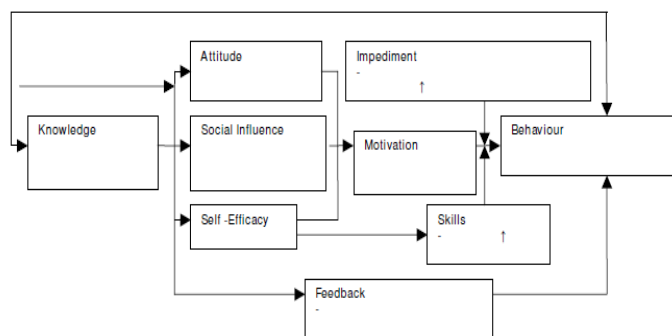 Attitude
Impediment
-
↑
Knowledge
Social Influence
Motivation
Behaviour
Self -Efficacy
Skills
- ↑
Feedback
-